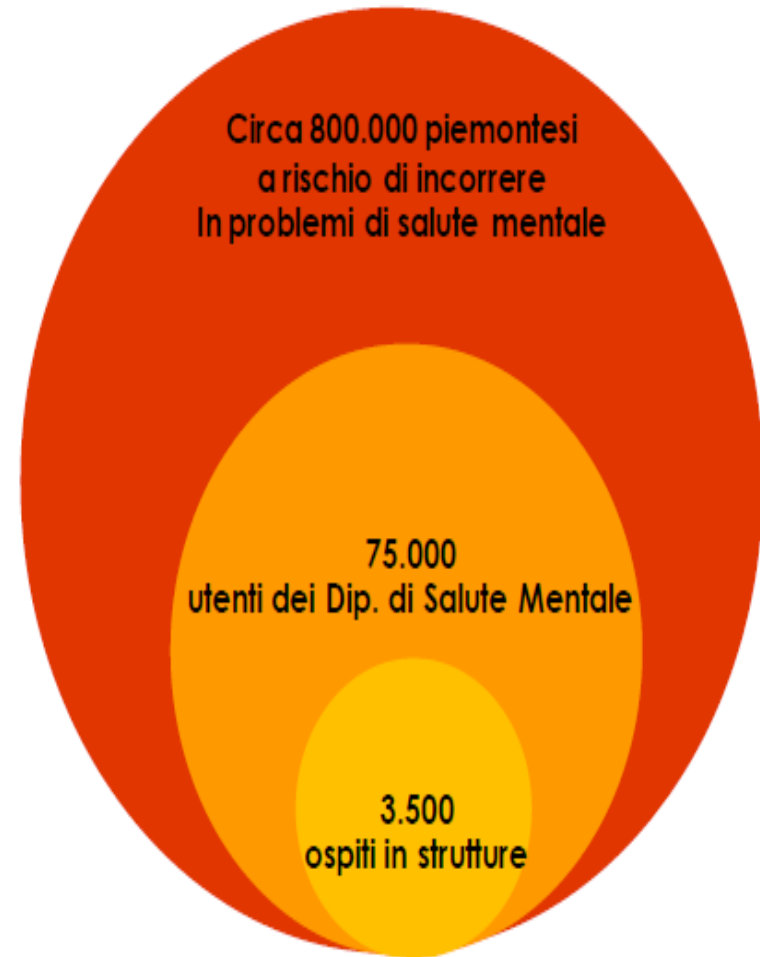 Circa 800.000 piemontesi
a rischio di incorrere
In problemi di salute mentale
75.000
utenti dei Dip. di Salute Mentale
3.500
ospiti in strutture